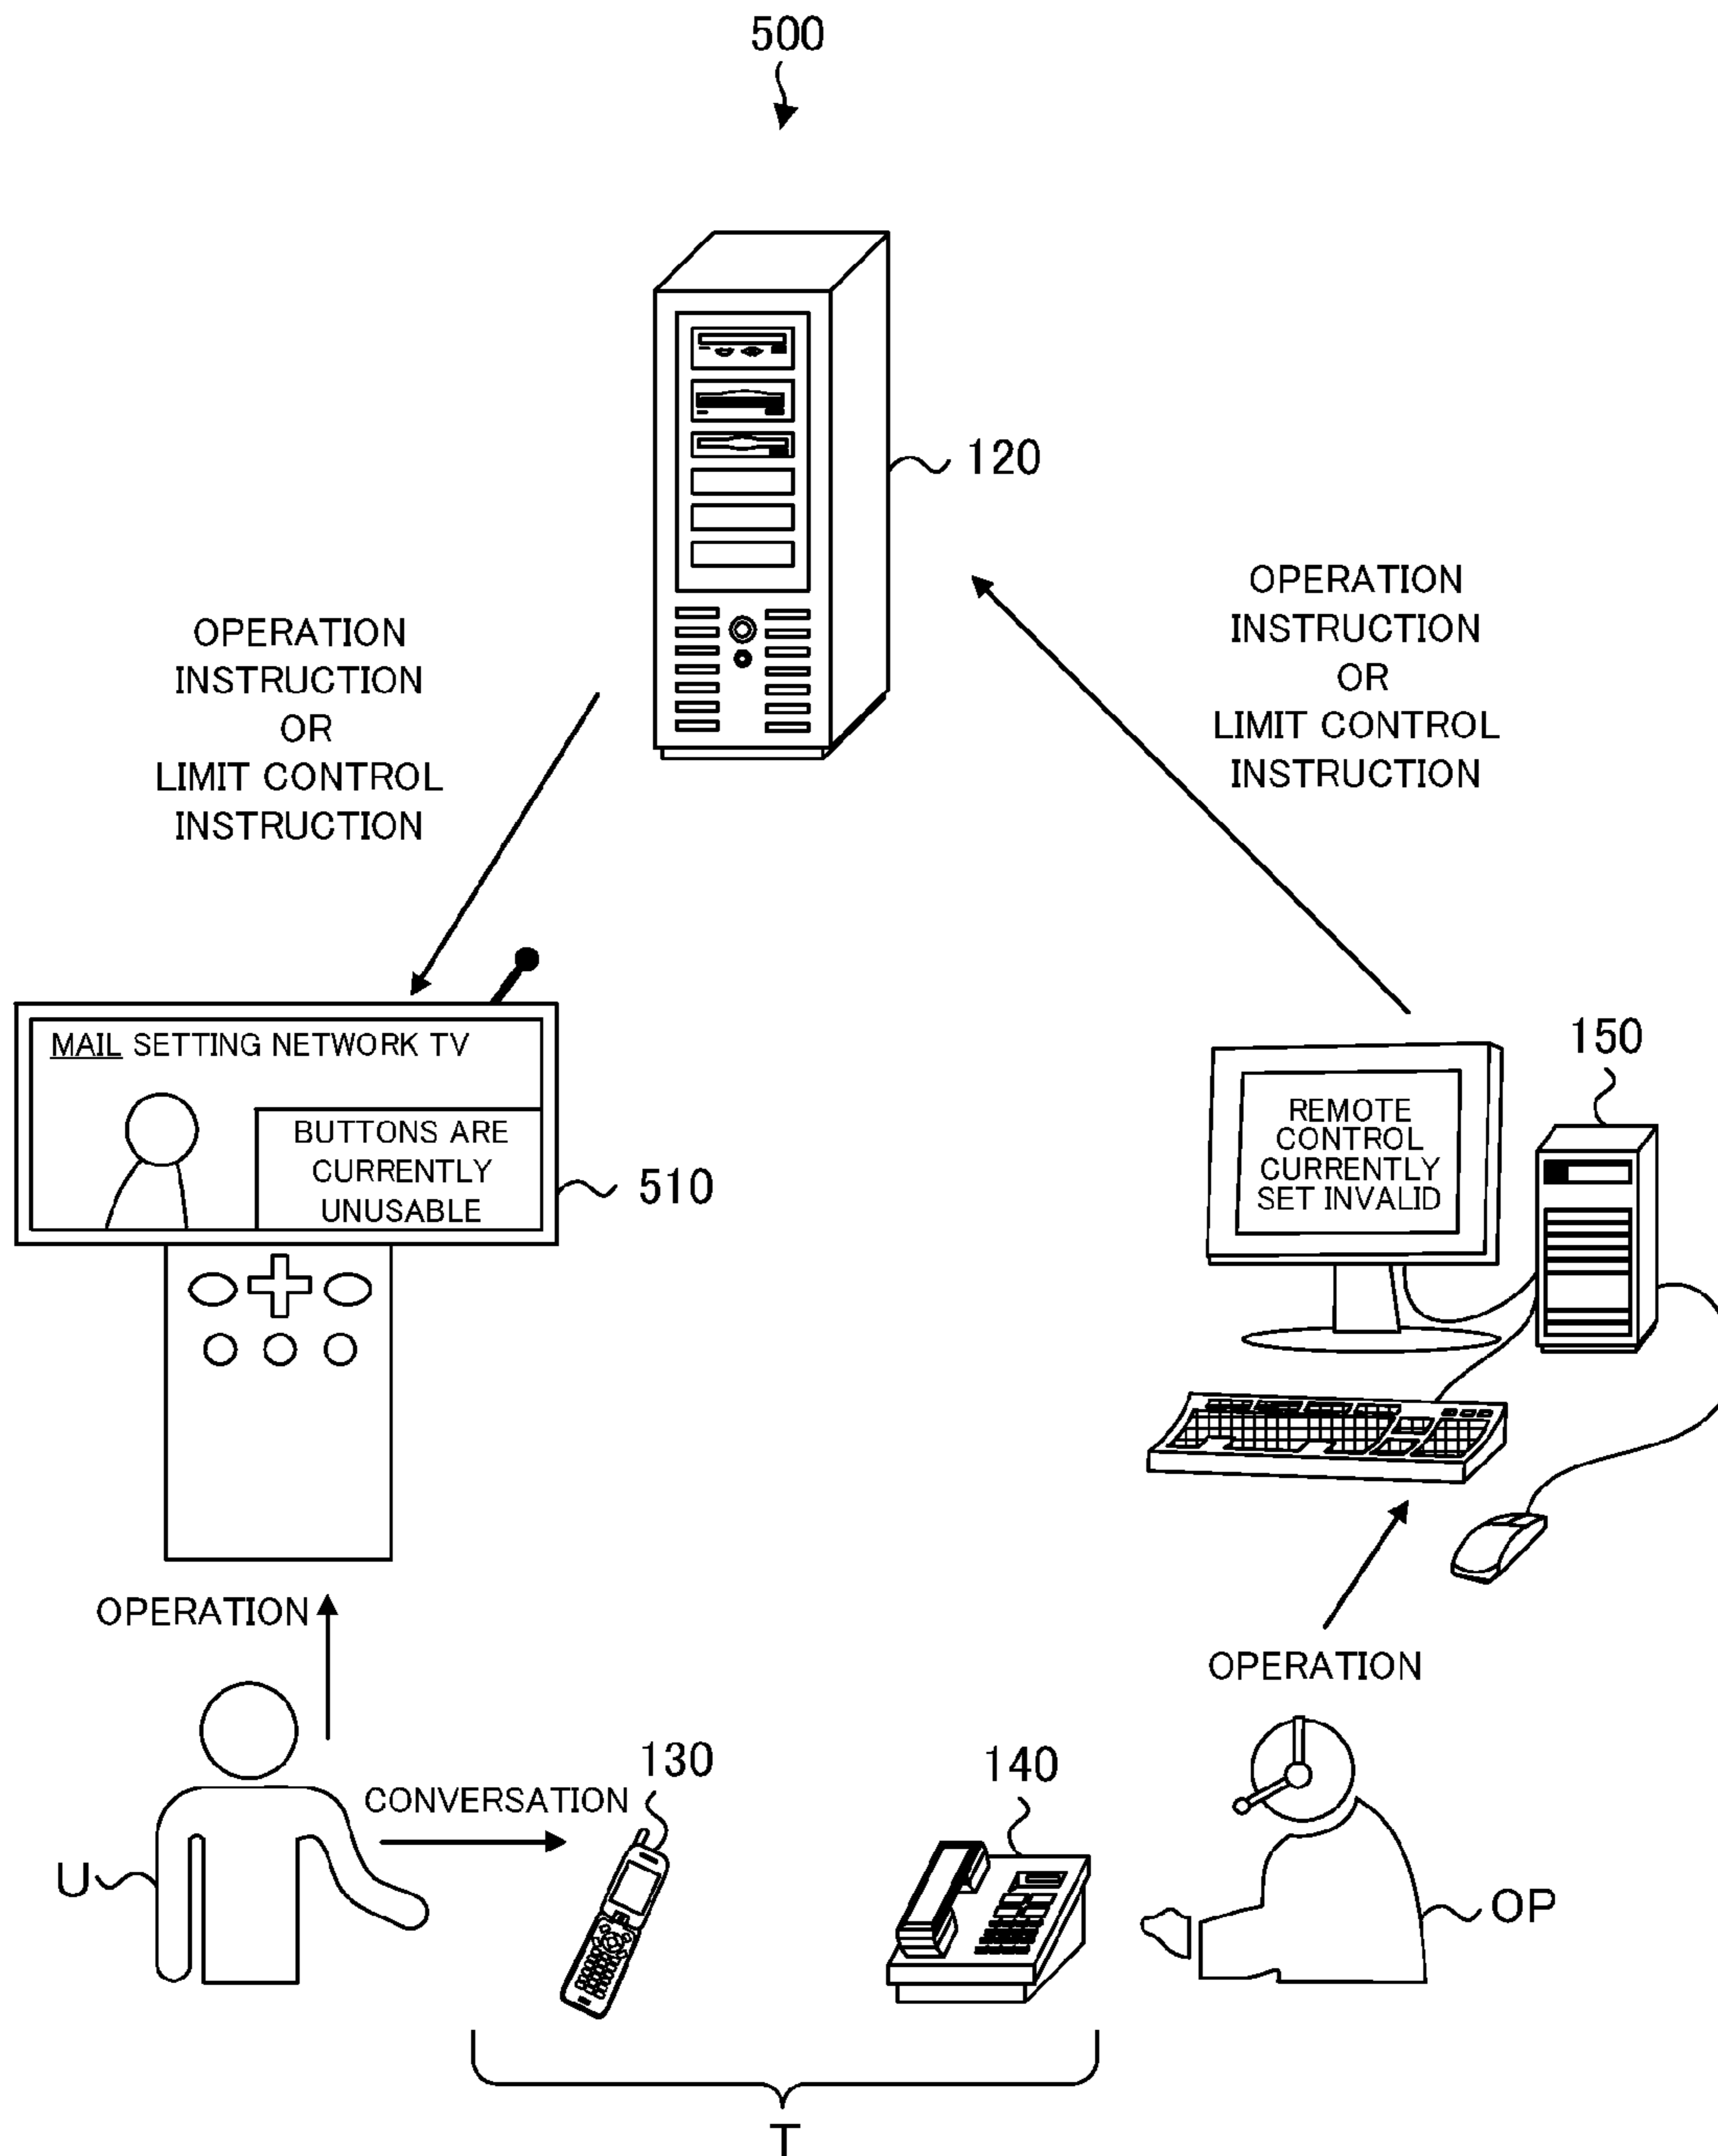 500
120
OPERATION
INSTRUCTION
OR
LIMIT CONTROL
INSTRUCTION
OPERATION
INSTRUCTION
OR
LIMIT CONTROL
INSTRUCTION
MAIL SETTING NETWORK TV
BUTTONS ARE
CURRENTLY
UNUSABLE
510
REMOTE
CONTROL
CURRENTLY
SET INVALID
150
OPERATION
OPERATION
CONVERSATION
130
140
U
OP
T